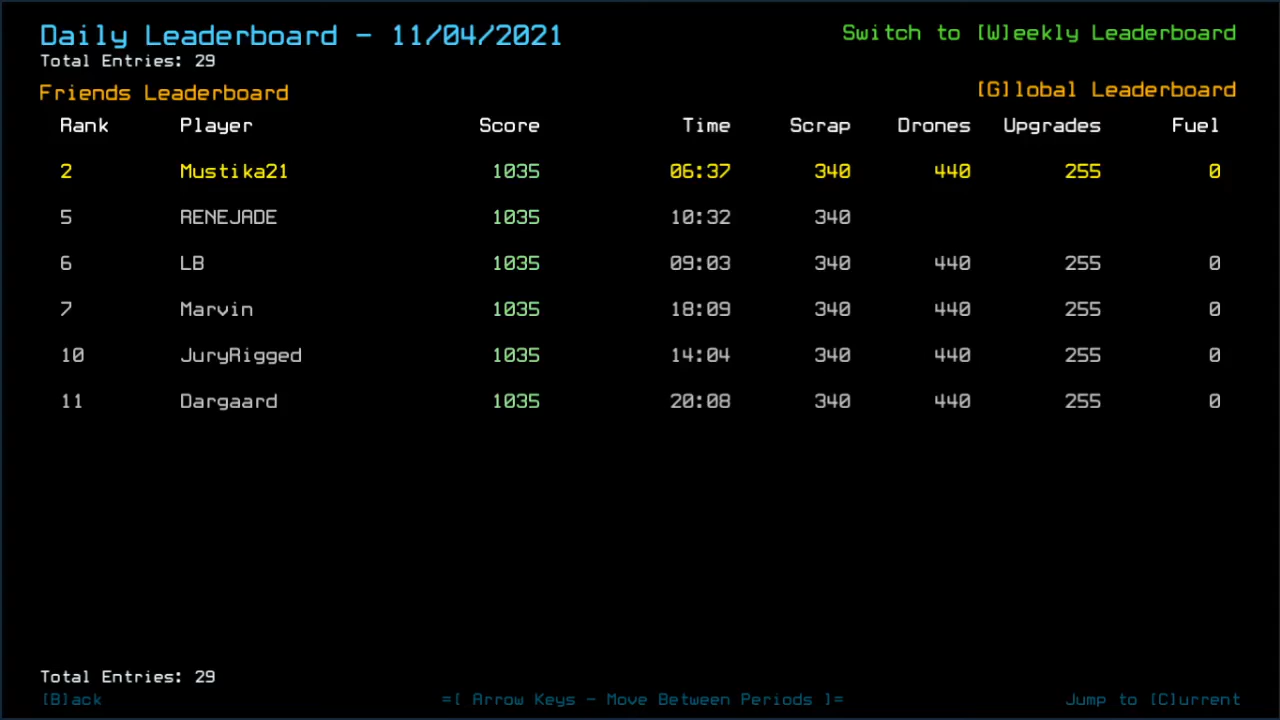 Daily Leaderboard - 11/04/2021 Switch to [W]eekly Leaderboard
Total Entries: 29
Friends Leaderboard [G]lobal Leaderboard
Rank Player Score Time Scrap Drones Upgrades Fuel
2 Mustika21 1035 06:37 340 440 255 0
5 RENEJADE 1035 10:32 340
6 LB 1035 09:03 340 440 255 0
7 Marvin 1035 18:09 340 440 255 0
10 JuryRigged 1035 14:04 340 440 255 0
11 Dargaard 1035 20:08 340 440 255 0
Total Entries: 29
[B]ack =[ Arrow Keys - Move Between Periods ]= Jump to [C]urrent